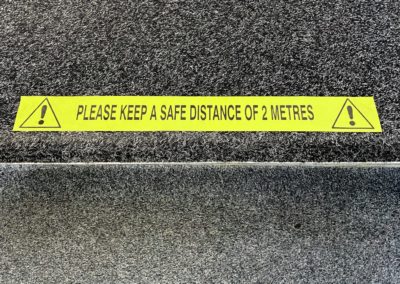 PLEASE KEEP A SAFE DISTANCE OF 2 METRES